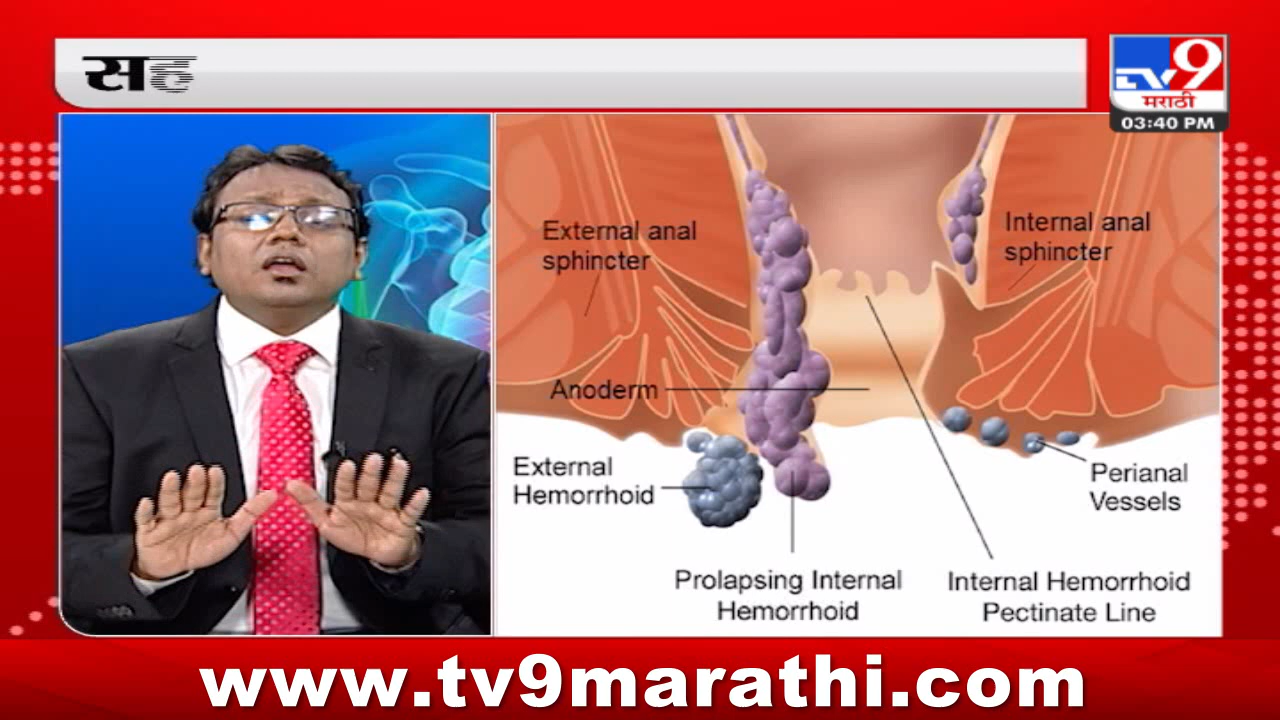 TV9
मराठी
03:40 PM
External anal
sphincter
Internal anal
sphincter
Anoderm
External
Hemorrhoid
Perianal
Vessels
Prolapsing Internal
Hemorrhoid
Internal Hemorrhoid
Pectinate Line
www.tv9marathi.com